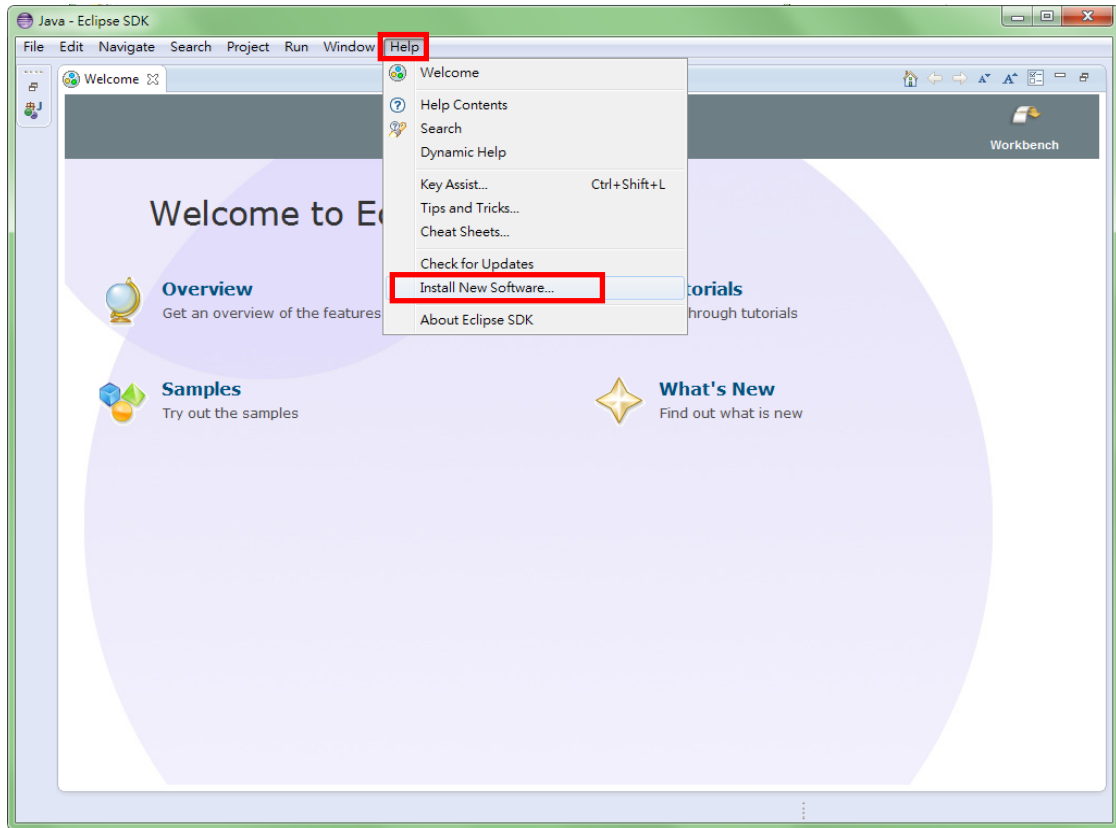 Java - Eclipse SDK
File Edit Navigate Search Project Run Window Help
Welcome
Welcome
Help Contents
Search
Dynamic Help
Key Assist... Ctrl+Shift+L
Tips and Tricks...
Cheat Sheets...
Check for Updates
Install New Software...
About Eclipse SDK
Workbench
Welcome to Ec
Overview
Get an overview of the features
torials
hrough tutorials
Samples
Try out the samples
What's New
Find out what is new